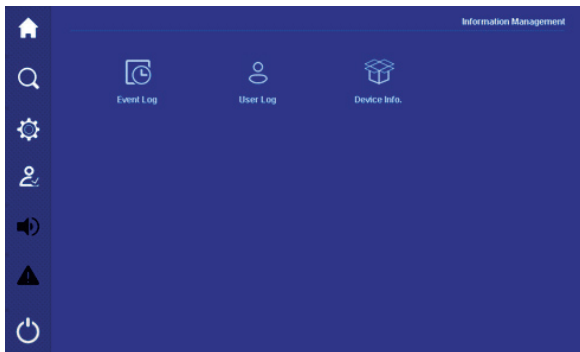 Information Management
Event Log
User Log
Device Info.